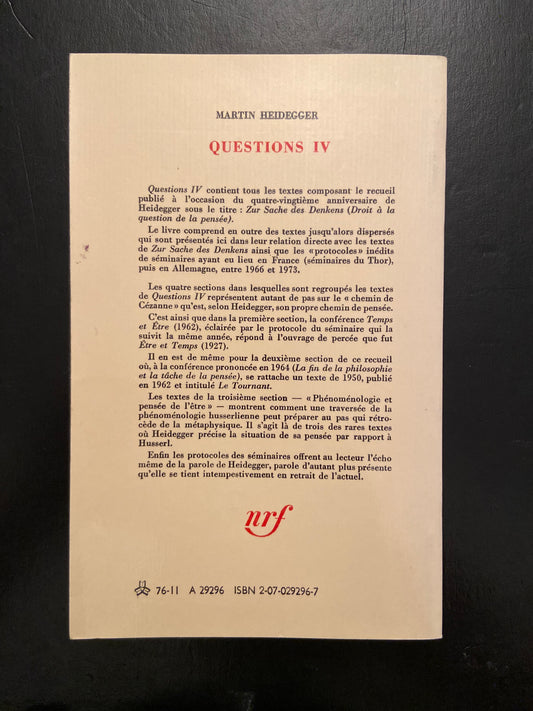 MARTIN HEIDEGGER
QUESTIONS IV
Questions IV contient tous les textes composant le recueil
publié à l'occasion du quatre-vingtième anniversaire de
Heidegger sous le titre : Zur Sache des Denkens (Droit à la
question de la pensée).
Le livre comprend en outre des textes jusqu'alors dispersés
qui sont présentés ici dans leur relation directe avec les textes
de Zur Sache des Denkens ainsi que les « protocoles » inédits
de séminaires ayant eu lieu en France (séminaires du Thor),
puis en Allemagne, entre 1966 et 1973.
Les quatre sections dans lesquelles sont regroupés les textes
de Questions IV représentent autant de pas sur le « chemin de
Cézanne » qu'est, selon Heidegger, son propre chemin de pensée.
C'est ainsi que dans la première section, la conférence Temps
et Être (1962), éclairée par le protocole du séminaire qui la
suivit la même année, répond à l'ouvrage de percée que fut
Être et Temps (1927).
Il en est de même pour la deuxième section de ce recueil
où, à la conférence prononcée en 1964 (La fin de la philosophie
et la tâche de la pensée), se rattache un texte de 1950, publié
en 1962 et intitulé Le Tournant.
Les textes de la troisième section — « Phénoménologie et
pensée de l'être » — montrent comment une traversée de la
phénoménologie husserlienne peut préparer au pas qui rétro-
cède de la métaphysique. Il s'agit là de trois des rares textes
où Heidegger précise la situation de sa pensée par rapport à
Husserl.
Enfin les protocoles des séminaires offrent au lecteur l'écho
même de la parole de Heidegger, parole d'autant plus présente
qu'elle se tient intempestivement en retrait de l'actuel.
nrf
76-11 A 29296 ISBN 2-07-029296-7